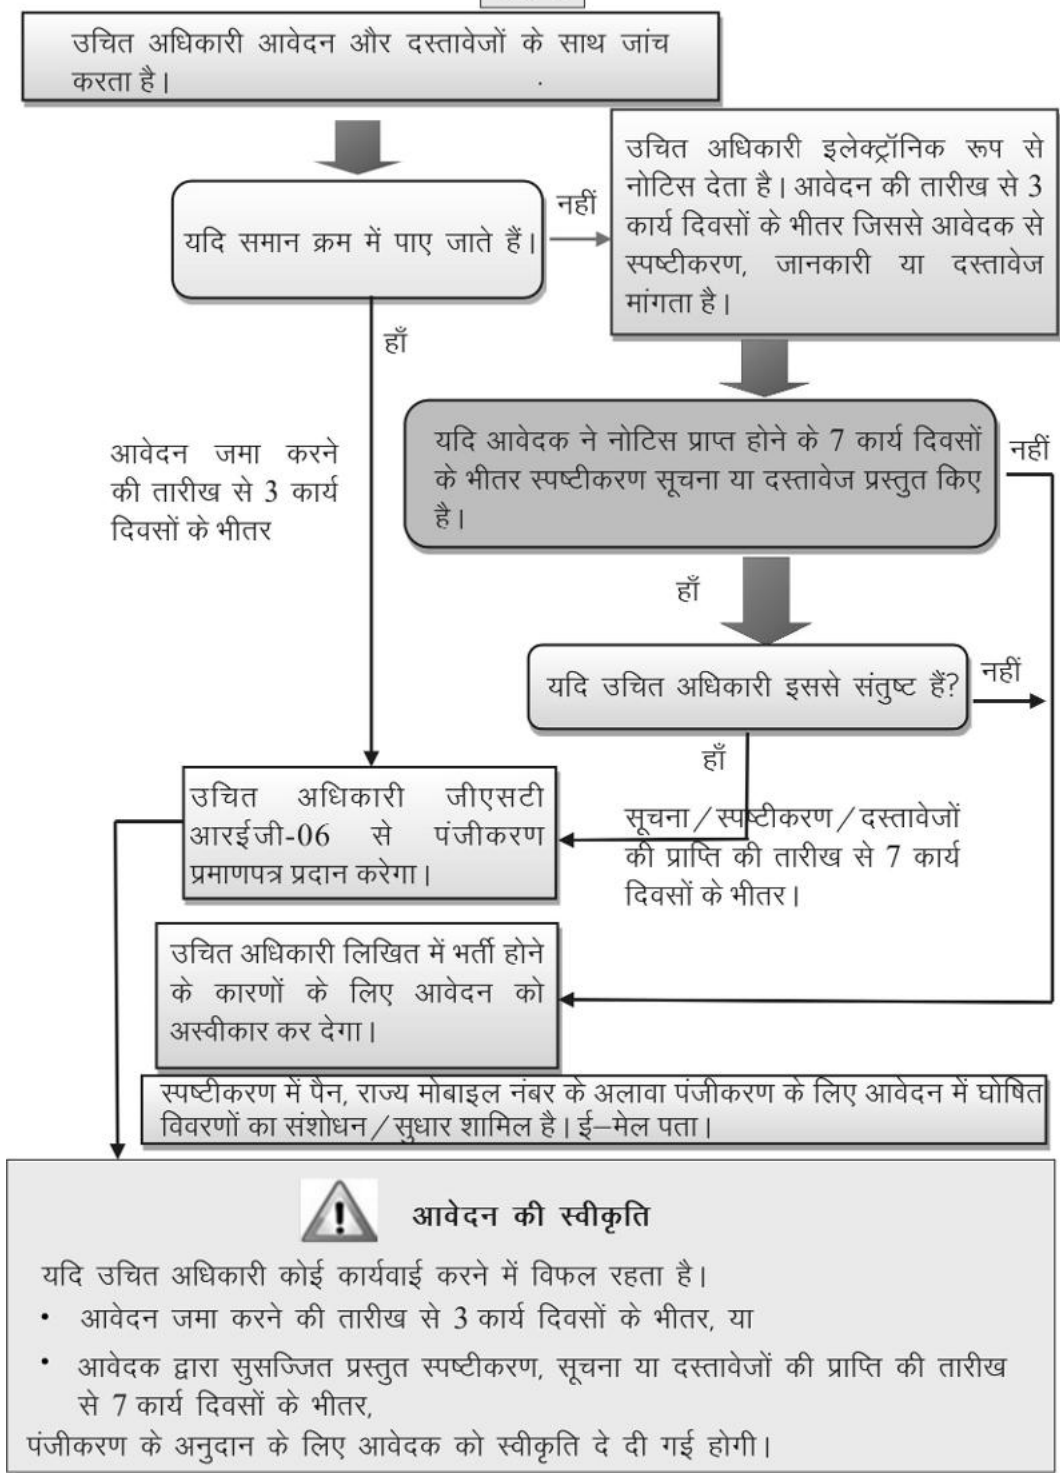 उचित अधिकारी आवेदन और दस्तावेजों के साथ जांच
करता है।
उचित अधिकारी इलेक्ट्रॉनिक रूप से
नोटिस देता है। आवेदन की तारीख से 3
कार्य दिवसों के भीतर जिससे आवेदक से
स्पष्टीकरण, जानकारी या दस्तावेज
मांगता है।
नहीं
यदि समान क्रम में पाए जाते हैं।
हाँ
आवेदन जमा करने
की तारीख से 3 कार्य
दिवसों के भीतर
यदि आवेदक ने नोटिस प्राप्त होने के 7 कार्य दिवसों
के भीतर स्पष्टीकरण सूचना या दस्तावेज प्रस्तुत किए
है।
नहीं
हाँ
यदि उचित अधिकारी इससे संतुष्ट हैं?
नहीं
हाँ
सूचना/स्पष्टीकरण/दस्तावेजों
की प्राप्ति की तारीख से 7 कार्य
दिवसों के भीतर।
उचित अधिकारी जीएसटी
आरईजी-06 से पंजीकरण
प्रमाणपत्र प्रदान करेगा।
उचित अधिकारी लिखित में भर्ती होने
के कारणों के लिए आवेदन को
अस्वीकार कर देगा।
स्पष्टीकरण में पैन, राज्य मोबाइल नंबर के अलावा पंजीकरण के लिए आवेदन में घोषित
विवरणों का संशोधन/सुधार शामिल है। ई–मेल पता।
आवेदन की स्वीकृति
यदि उचित अधिकारी कोई कार्यवाई करने में विफल रहता है।
• आवेदन जमा करने की तारीख से 3 कार्य दिवसों के भीतर, या
• आवेदक द्वारा सुसज्जित प्रस्तुत स्पष्टीकरण, सूचना या दस्तावेजों की प्राप्ति की तारीख
से 7 कार्य दिवसों के भीतर,
पंजीकरण के अनुदान के लिए आवेदक को स्वीकृति दे दी गई होगी।